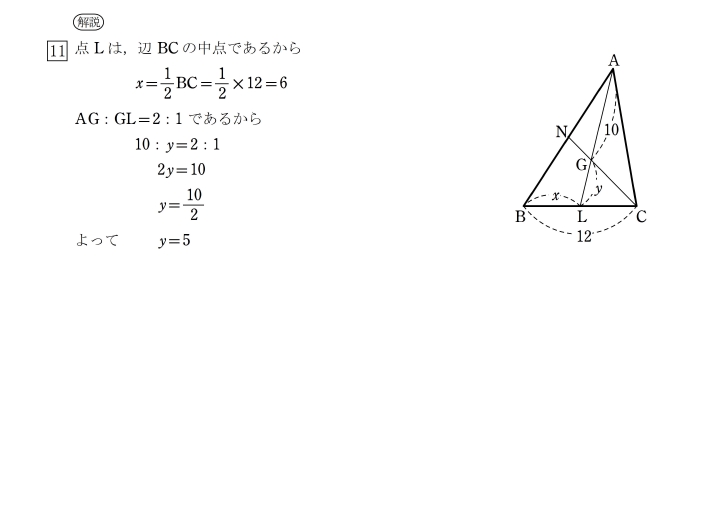 解説
11 点 L は，辺 BC の中点であるから
x=1/2 BC=1/2 ×12=6
AG：GL=2：1 であるから
10：y=2：1
2y=10
y=10/2
よって y=5
A
N
10
G
x
y
B
L
C
12